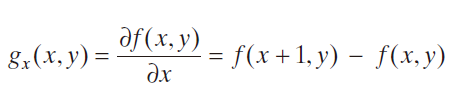 gₓ(x, y) = ∂f(x, y)/∂x = f(x + 1, y) − f(x, y)